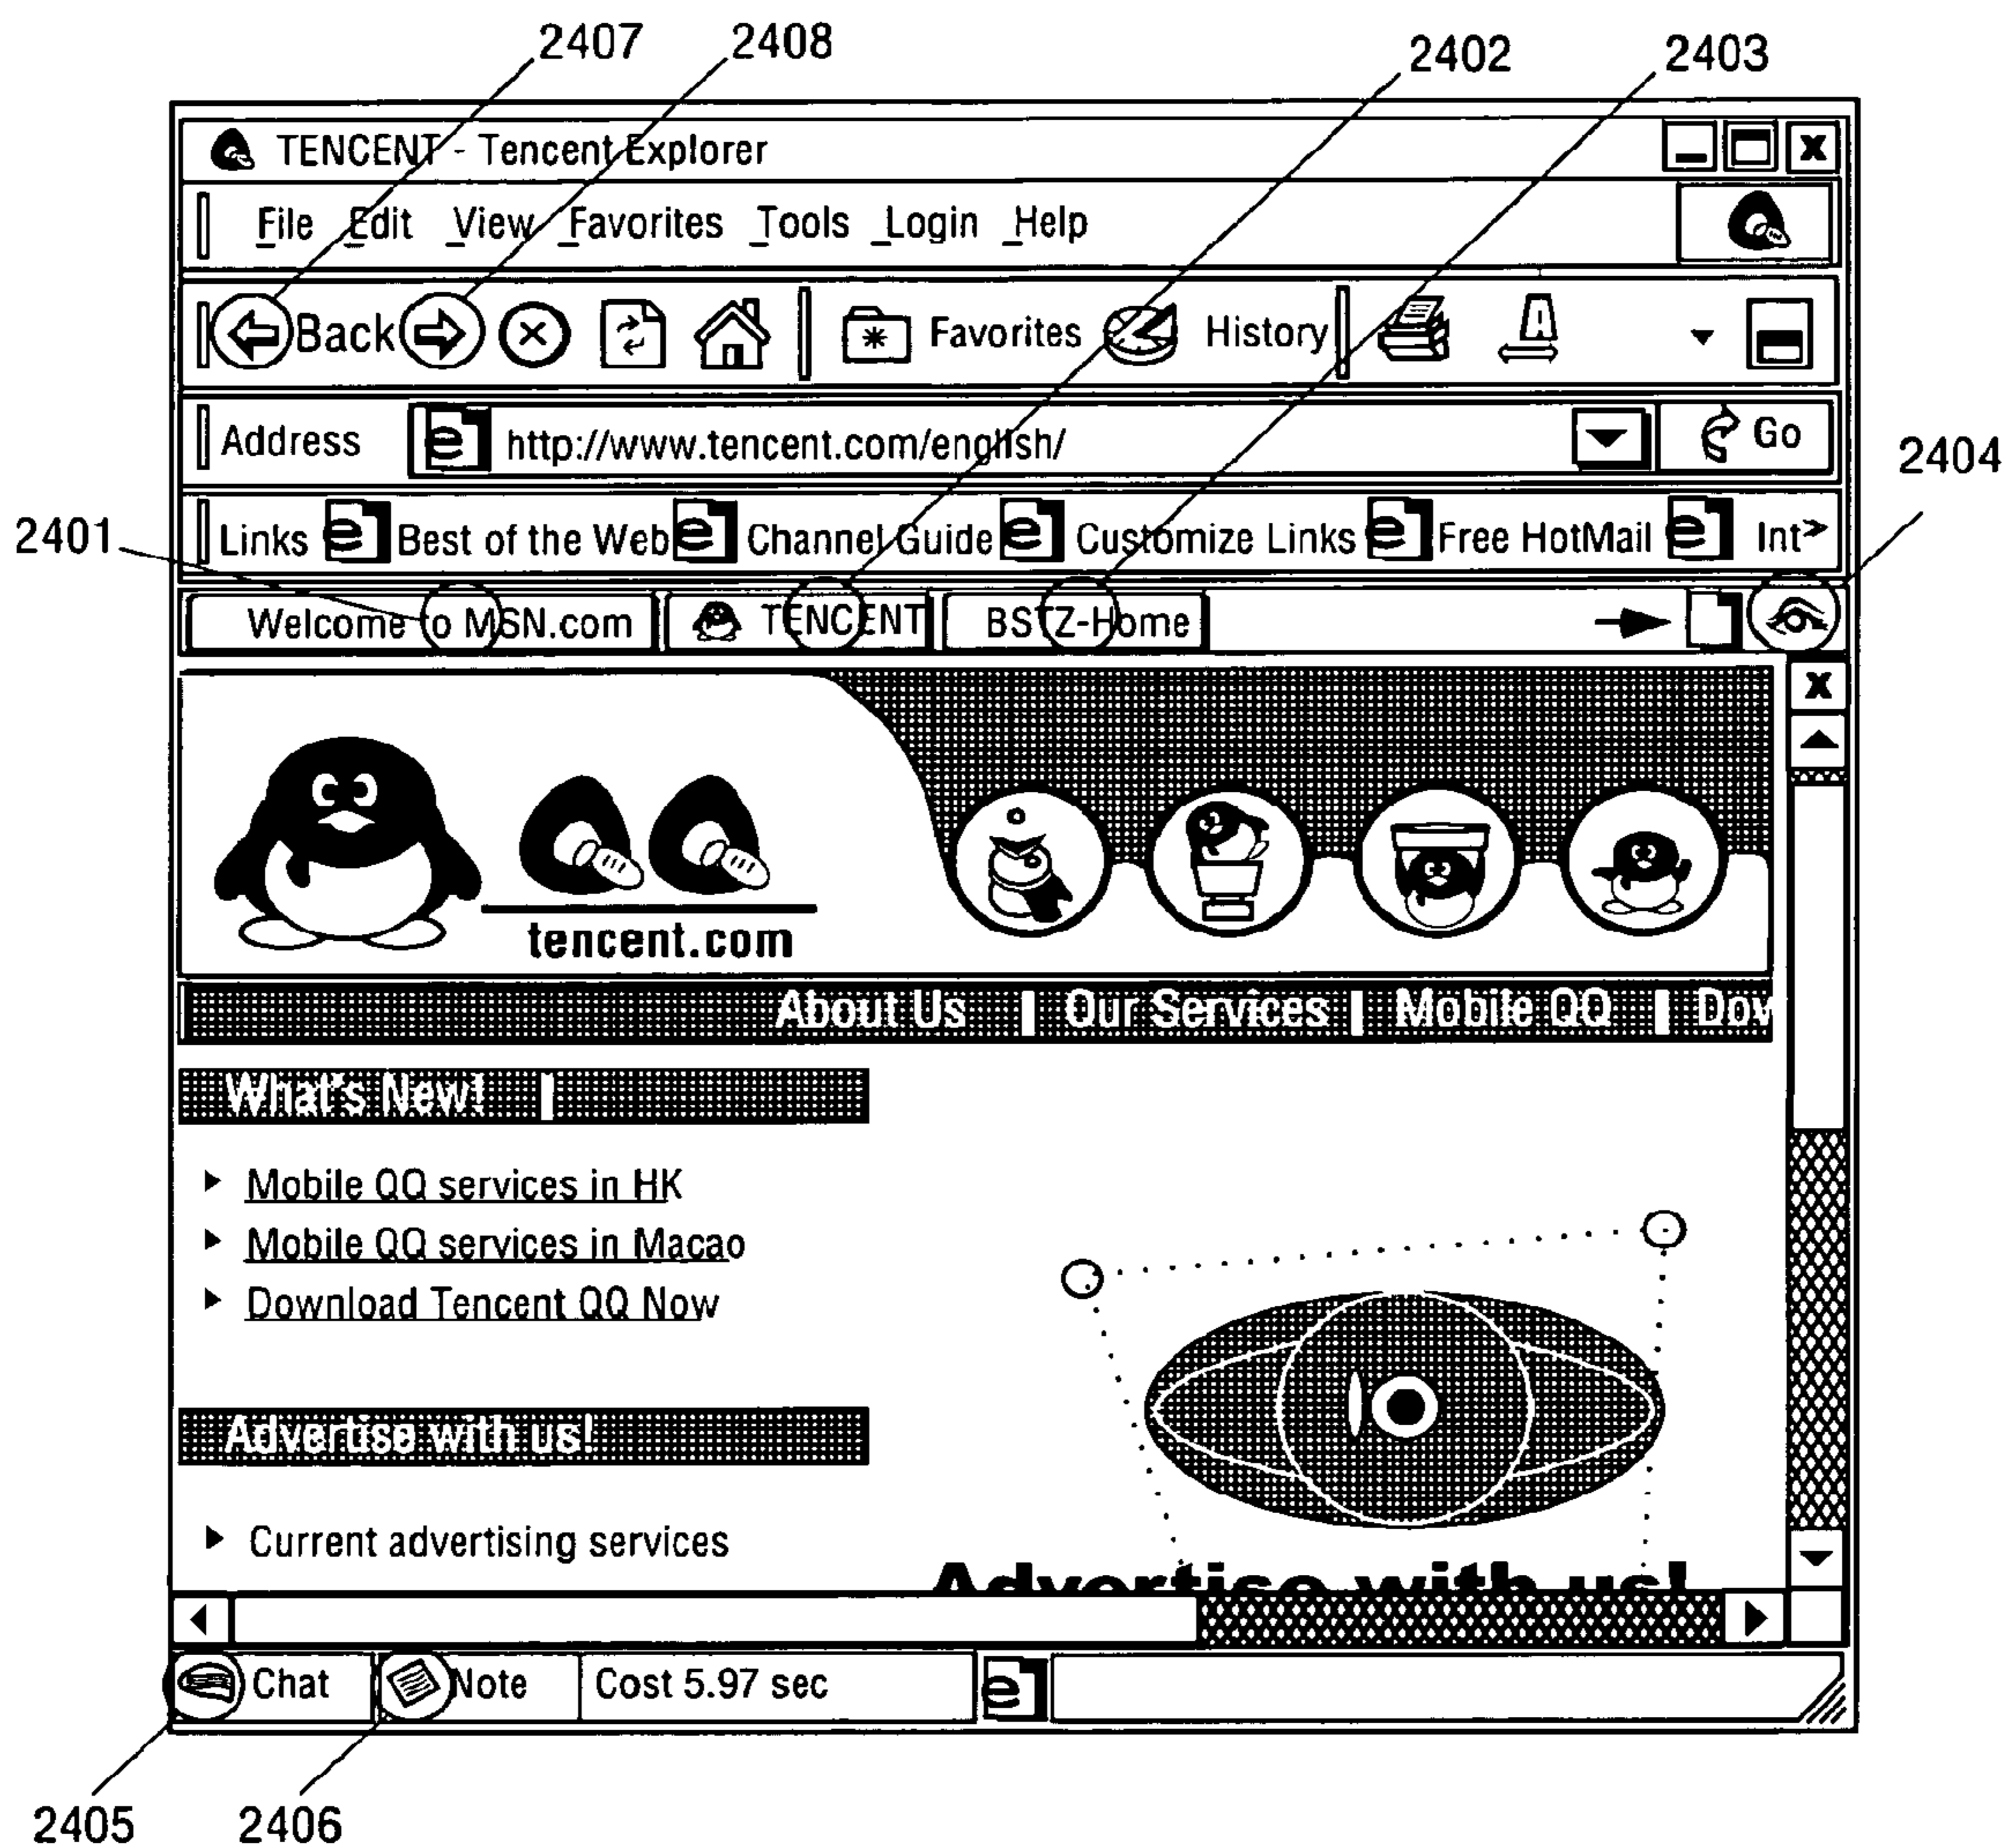 2407 2408 2402 2403
TENCENT - Tencent Explorer
File Edit View Favorites Tools Login Help
Back Favorites History
Address http://www.tencent.com/english/ Go
2404
2401
Links Best of the Web Channel Guide Customize Links Free HotMail Int>
Welcome to MSN.com TENCENT BSTZ-Home
tencent.com
About Us Our Services Mobile QQ Dow
What's New!
Mobile QQ services in HK
Mobile QQ services in Macao
Download Tencent QQ Now
Advertise with us!
Current advertising services
Advertise with us!
Chat Note Cost 5.97 sec
2405 2406